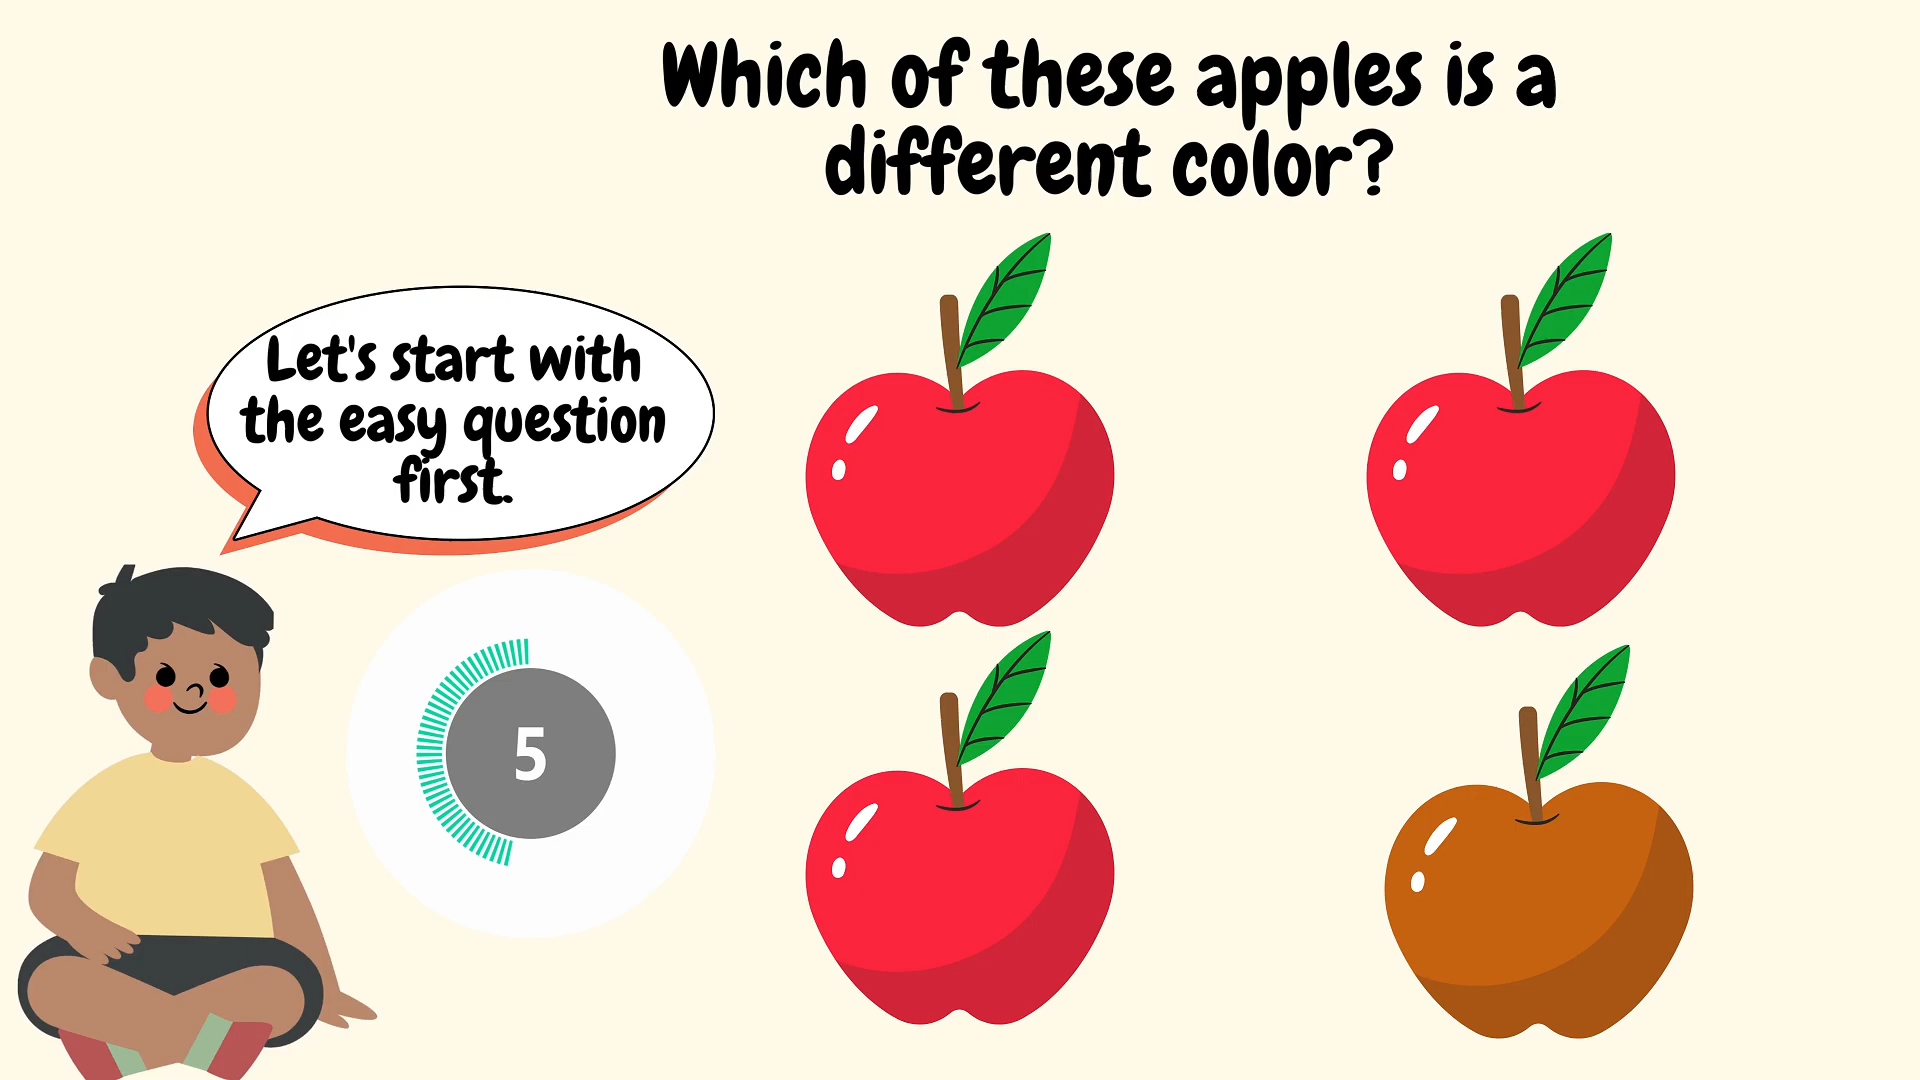 Which of these apples is a
different color?
Let's start with
the easy question
first.
5